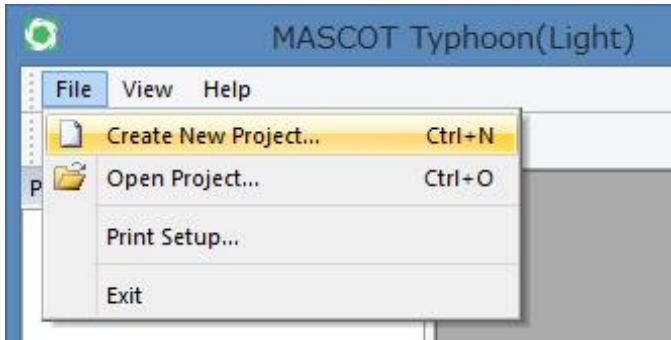 MASCOT Typhoon(Light)
File View Help
Create New Project... Ctrl+N
P
Open Project... Ctrl+O
Print Setup...
Exit